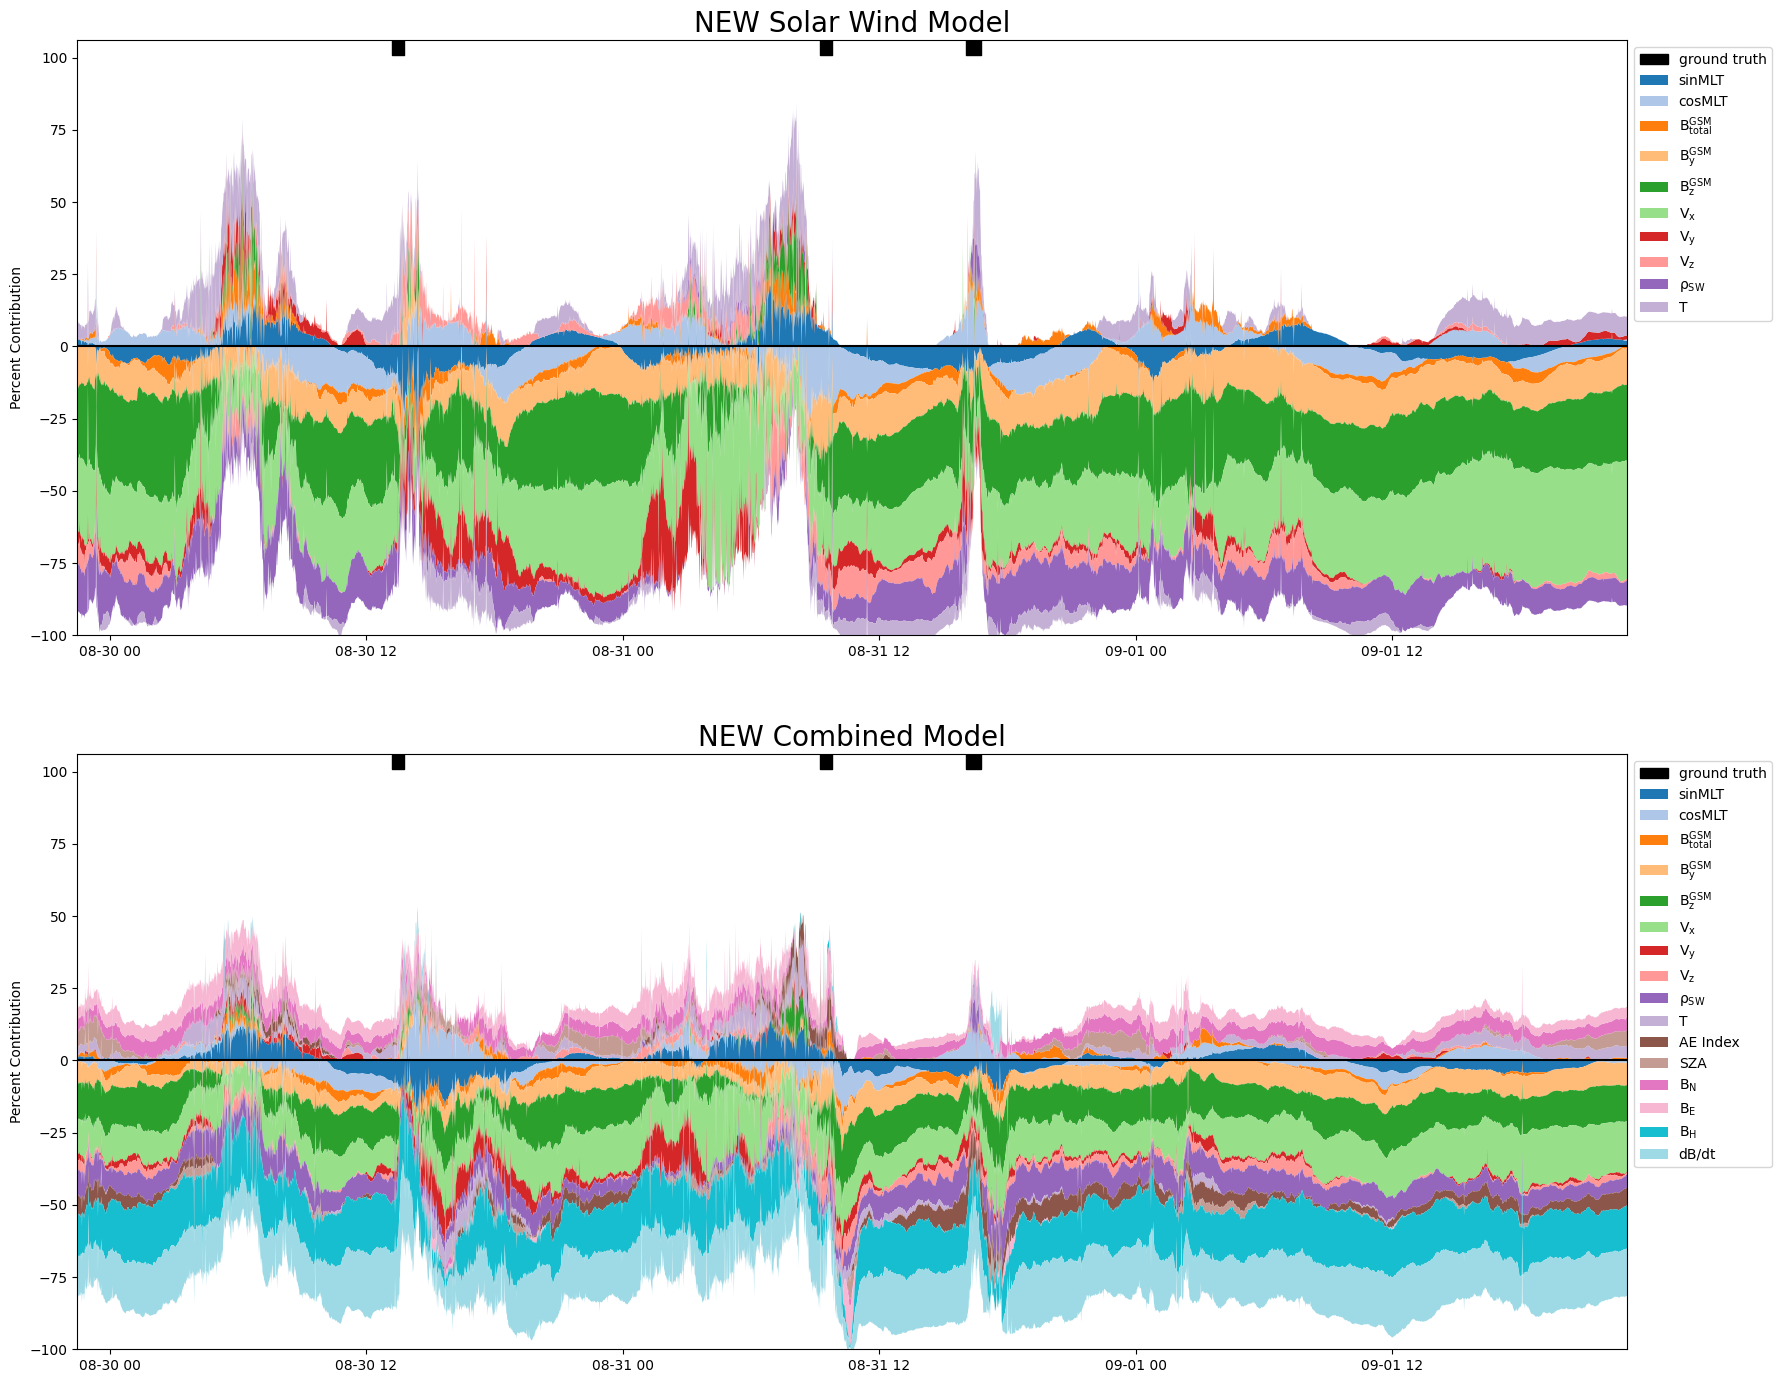 NEW Solar Wind Model
100
75
50
25
0
−25
−50
−75
−100
Percent Contribution
08-30 00
08-30 12
08-31 00
08-31 12
09-01 00
09-01 12
ground truth
sinMLT
cosMLT
B_total^GSM
B_y^GSM
B_z^GSM
V_x
V_y
V_z
ρ_SW
T
NEW Combined Model
100
75
50
25
0
−25
−50
−75
−100
Percent Contribution
08-30 00
08-30 12
08-31 00
08-31 12
09-01 00
09-01 12
ground truth
sinMLT
cosMLT
B_total^GSM
B_y^GSM
B_z^GSM
V_x
V_y
V_z
ρ_SW
T
AE Index
SZA
B_N
B_E
B_H
dB/dt